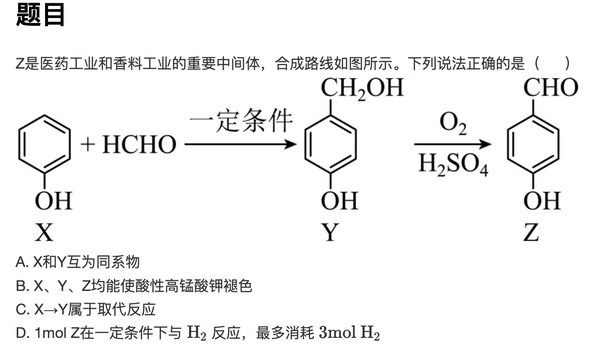 题目
Z是医药工业和香料工业的重要中间体，合成路线如图所示。下列说法正确的是（　　）
CH₂OH CHO
+ HCHO 一定条件 O₂
H₂SO₄
OH OH OH
X Y Z
A. X和Y互为同系物
B. X、Y、Z均能使酸性高锰酸钾褪色
C. X→Y属于取代反应
D. 1mol Z在一定条件下与 H₂ 反应，最多消耗 3mol H₂